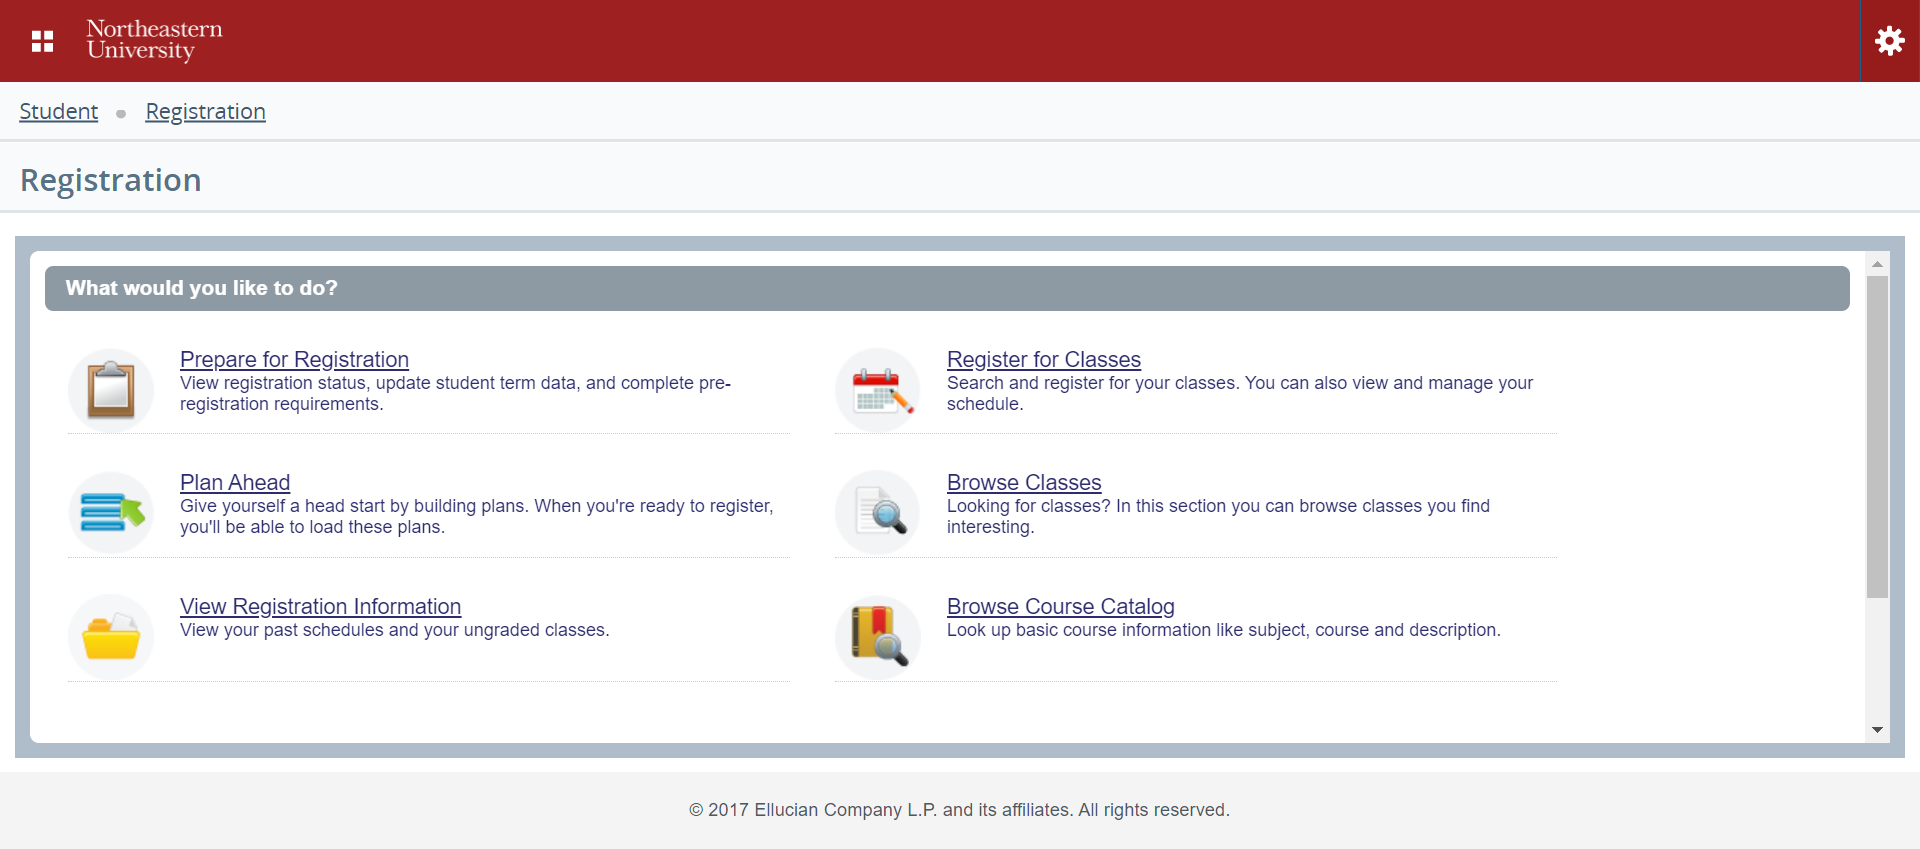 Northeastern
University
Student
Registration
Registration
What would you like to do?
Prepare for Registration
View registration status, update student term data, and complete pre-
registration requirements.
Register for Classes
Search and register for your classes. You can also view and manage your
schedule.
Plan Ahead
Give yourself a head start by building plans. When you're ready to register,
you'll be able to load these plans.
Browse Classes
Looking for classes? In this section you can browse classes you find
interesting.
View Registration Information
View your past schedules and your ungraded classes.
Browse Course Catalog
Look up basic course information like subject, course and description.
© 2017 Ellucian Company L.P. and its affiliates. All rights reserved.